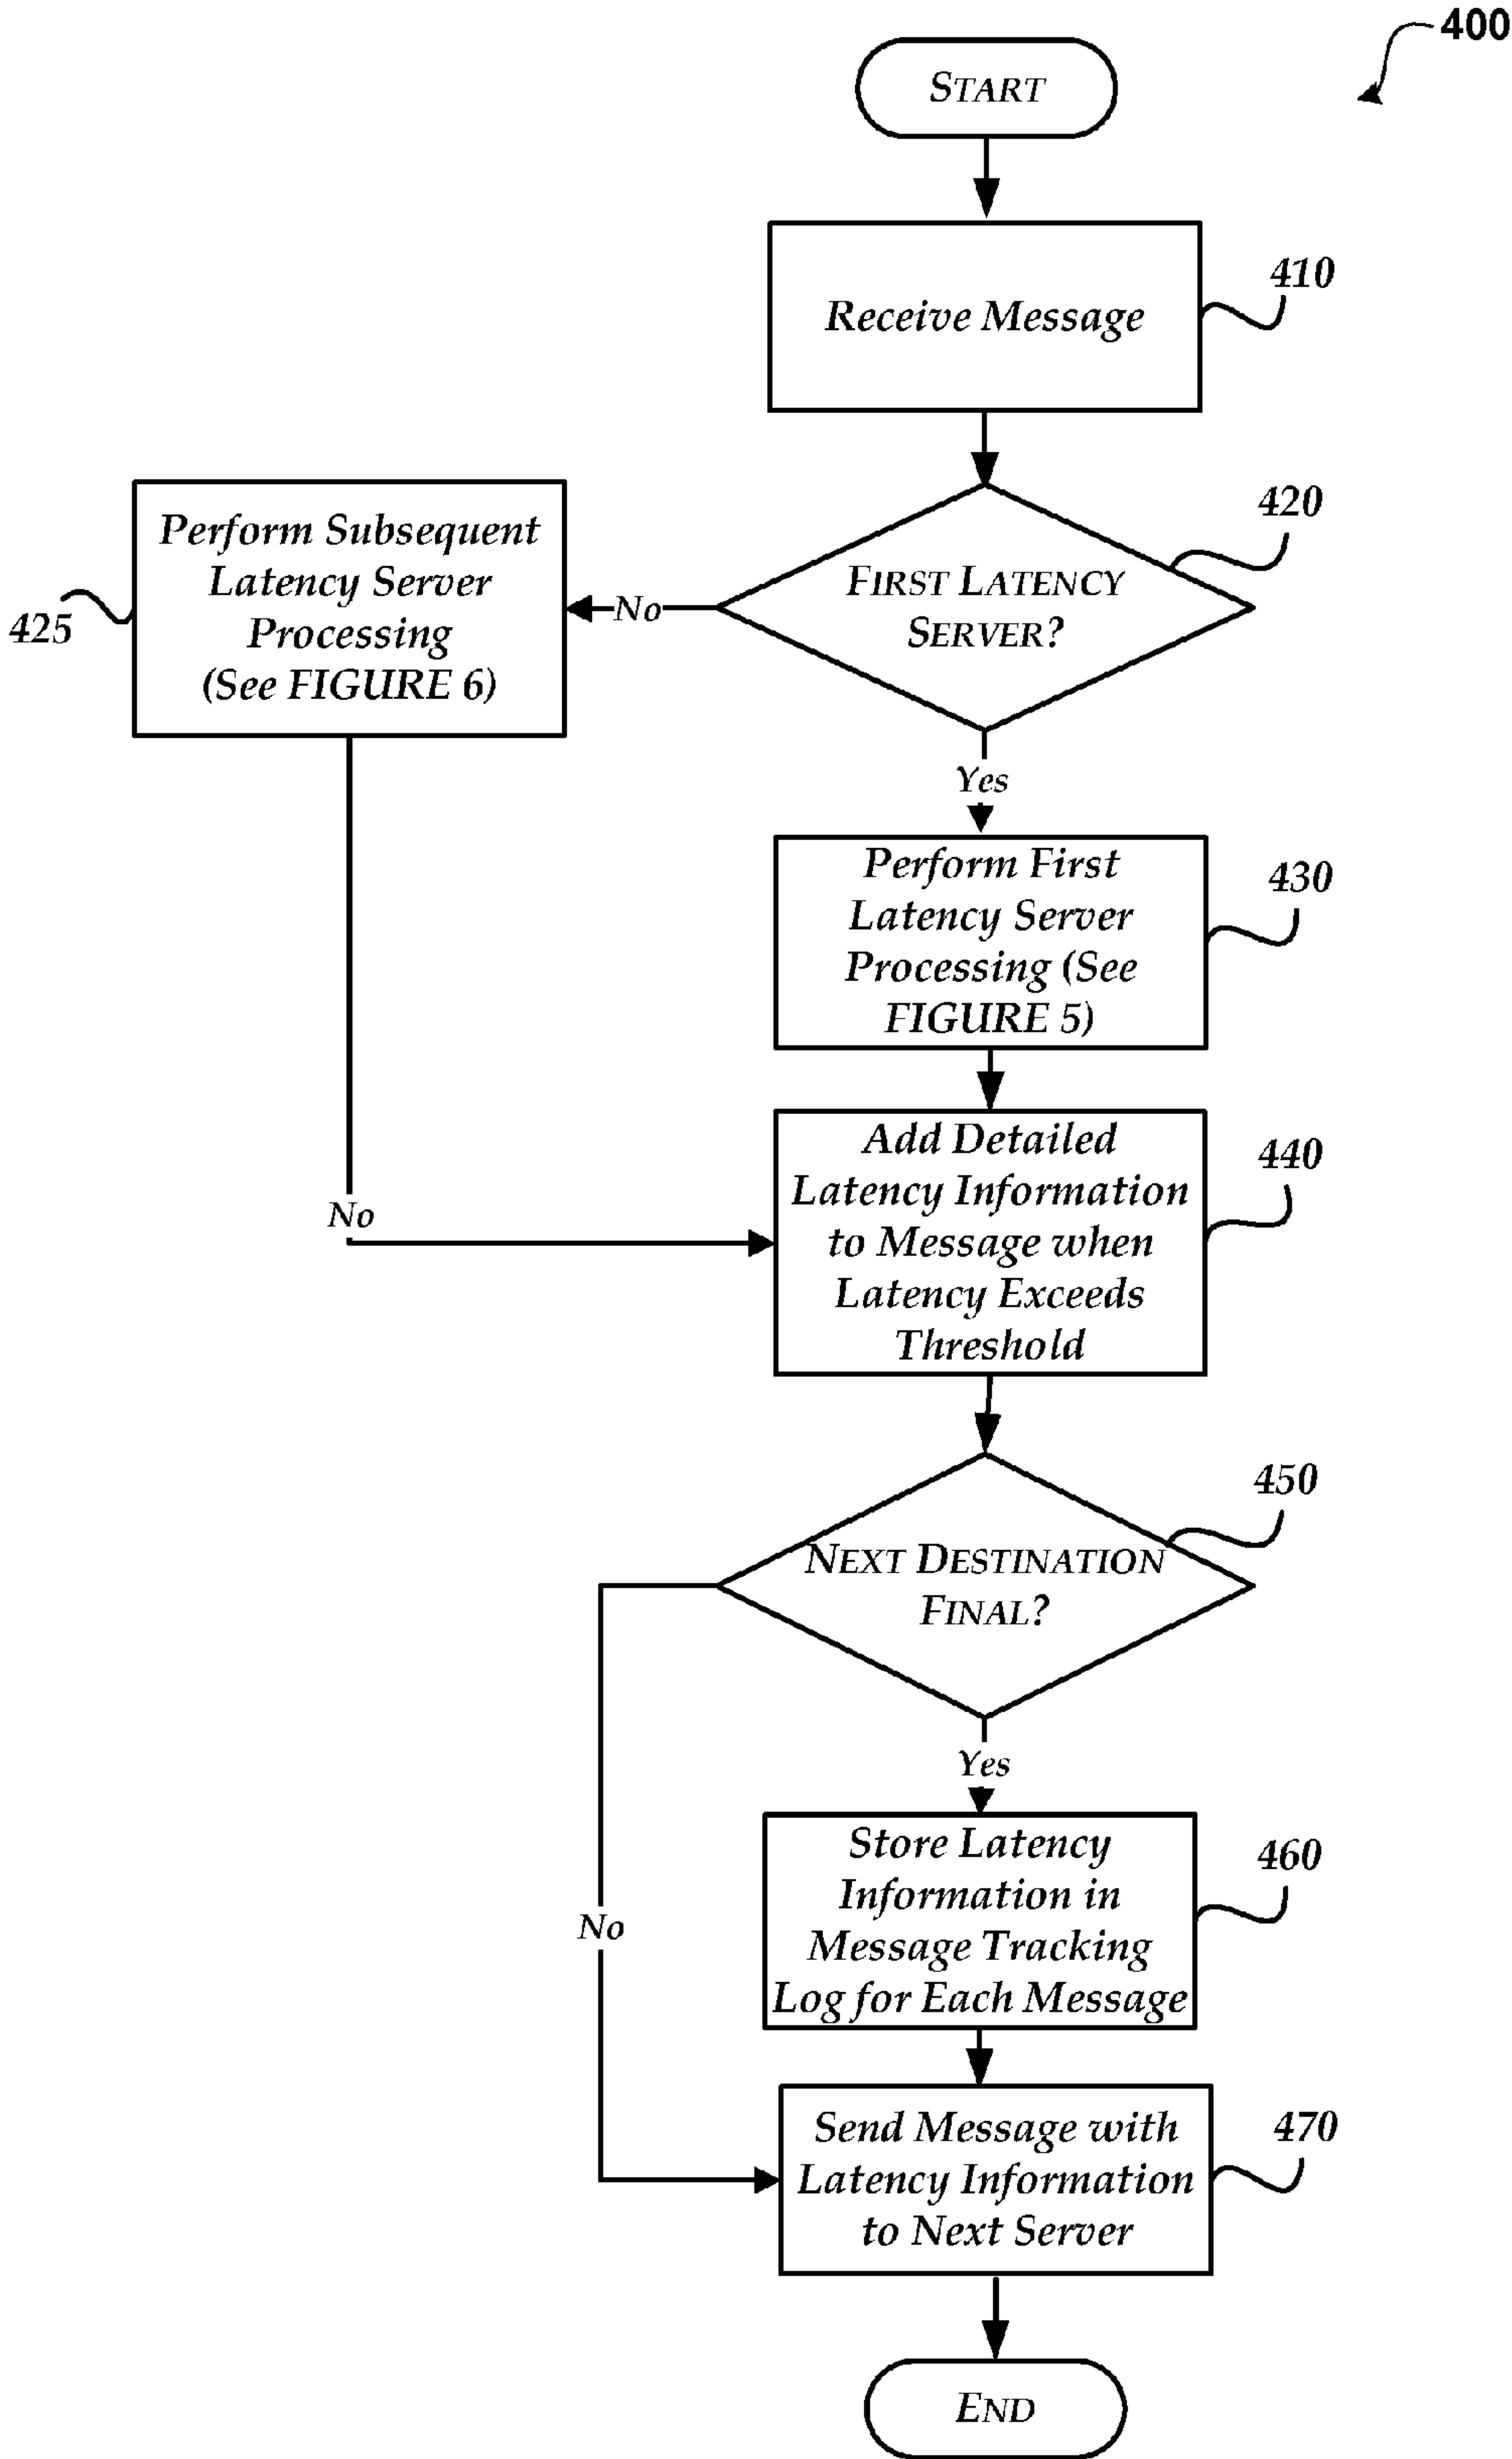 400
START
Receive Message
410
420
Perform Subsequent
Latency Server
Processing
(See FIGURE 6)
425
No
FIRST LATENCY
SERVER?
Yes
Perform First
Latency Server
Processing (See
FIGURE 5)
430
Add Detailed
Latency Information
to Message when
Latency Exceeds
Threshold
440
No
450
NEXT DESTINATION
FINAL?
Yes
Store Latency
Information in
Message Tracking
Log for Each Message
460
No
Send Message with
Latency Information
to Next Server
470
END